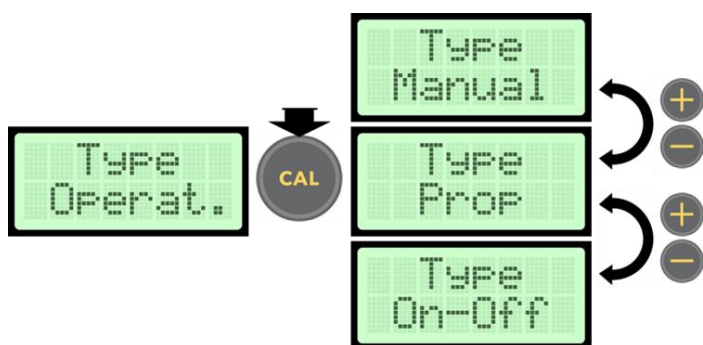 Type
Operat.
CAL
Type
Manual
Type
Prop
Type
On-Off
+
−
+
−